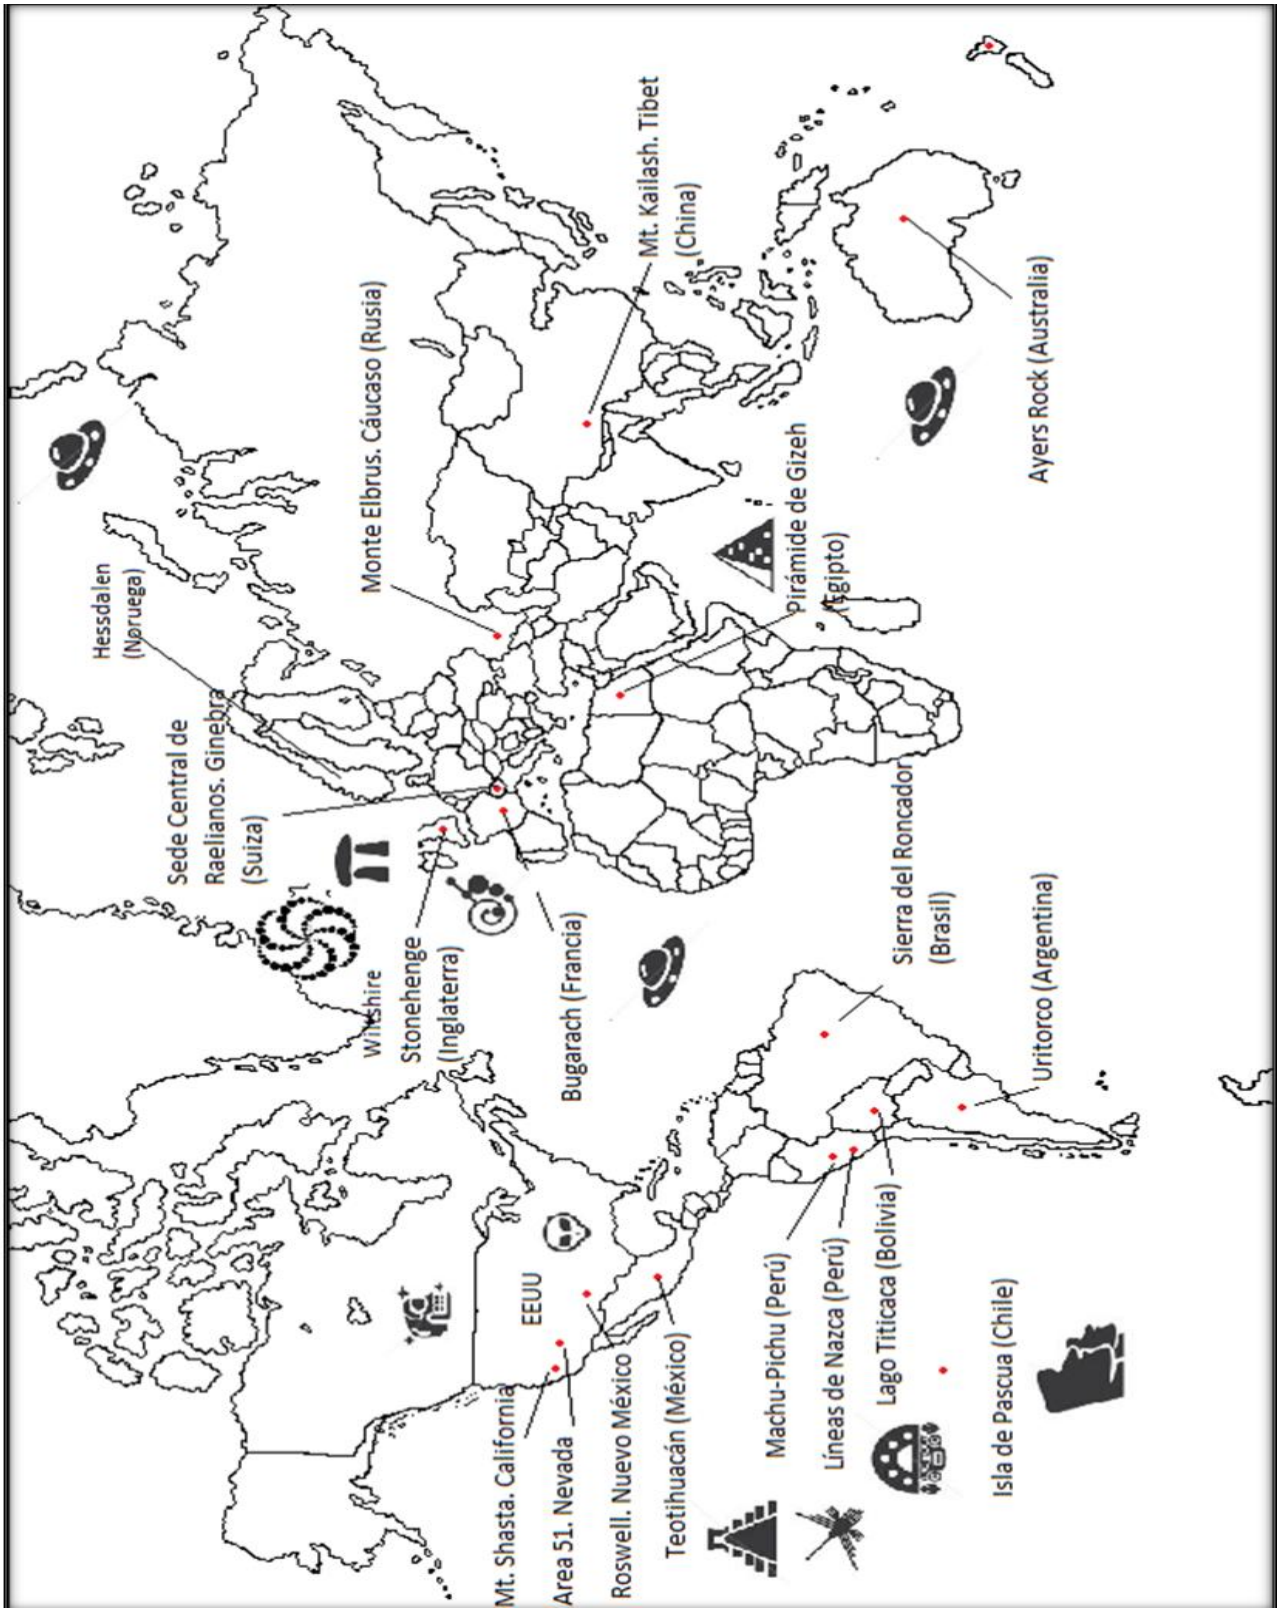 Hessdalen
(Noruega)
Sede Central de
Raelianos. Ginebra
(Suiza)
Monte Elbrus. Cáucaso (Rusia)
Mt. Kailash. Tibet
(China)
Wiltshire
Stonehenge
(Inglaterra)
Bugarach (Francia)
Pirámide de Gizeh
(Egipto)
EEUU
Mt. Shasta. California
Area 51. Nevada
Roswell. Nuevo México
Teotihuacán (México)
Machu-Pichu (Perú)
Líneas de Nazca (Perú)
Lago Titicaca (Bolivia)
Isla de Pascua (Chile)
Sierra del Roncador
(Brasil)
Uritorco (Argentina)
Ayers Rock (Australia)